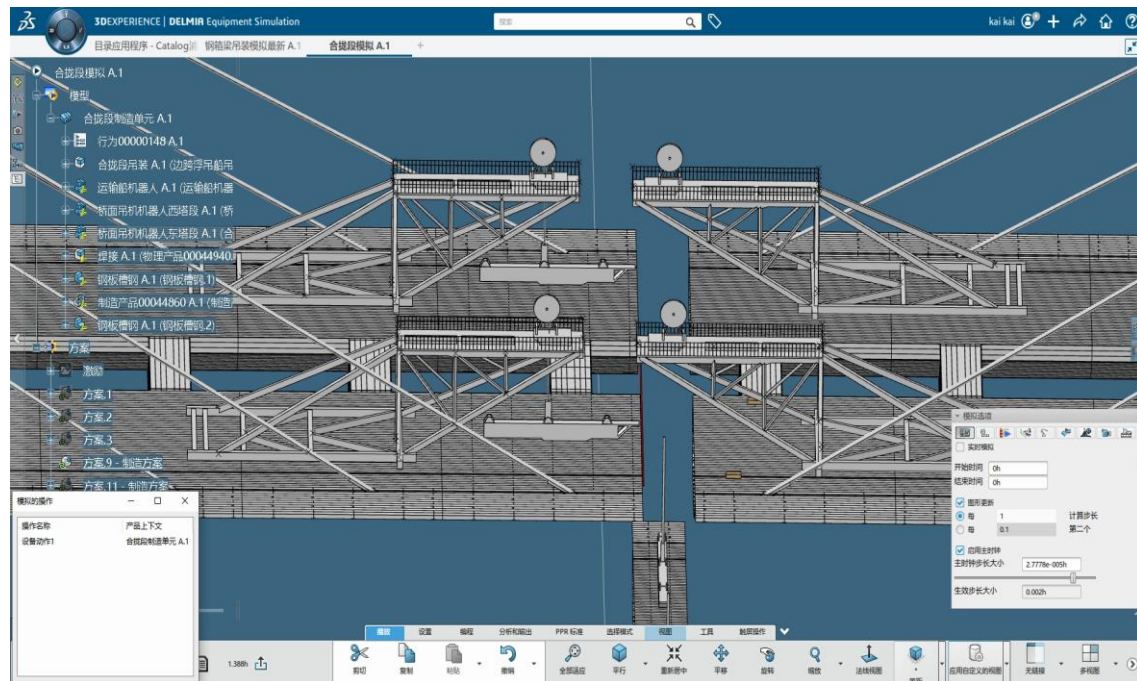 3DEXPERIENCE | DELMIA Equipment Simulation
搜索
kai kai
目录应用程序 - Catalog
钢箱梁吊装模拟最新 A.1
合拢段模拟 A.1
合拢段模拟 A.1
模型
合拢段制造单元 A.1
行为00000148 A.1
合拢段吊装 A.1 (边跨浮吊船吊
运输船机器人 A.1 (运输船机器
桥面吊机机器人西塔段 A.1 (桥
桥面吊机机器人东塔段 A.1 (合
焊接 A.1 (物理产品00044940.
钢板槽钢 A.1 (钢板槽钢.1)
制造产品00044860 A.1 (制造
钢板槽钢 A.1 (钢板槽钢.2)
方案
激励
方案.1
方案.2
方案.3
方案.9 - 制造方案
方案.11 - 制造方案
模拟的操作
操作名称 产品上下文
设备动作1 合拢段制造单元 A.1
模拟选项
实时模拟
开始时间 0h
结束时间 0h
图形更新
每 1 计算步长
每 0.1 第二个
启用主时钟
主时钟步长大小 2.7778e-005h
生效步长大小 0.002h
播放 设置 编程 分析和输出 PPR 标准 选择模式 视图 工具 触屏操作
1.388h
剪切 复制 粘贴 撤销 全部适应 平行 重新居中 平移 旋转 缩放 法线视图 应用自定义的视图 无链接 多视图